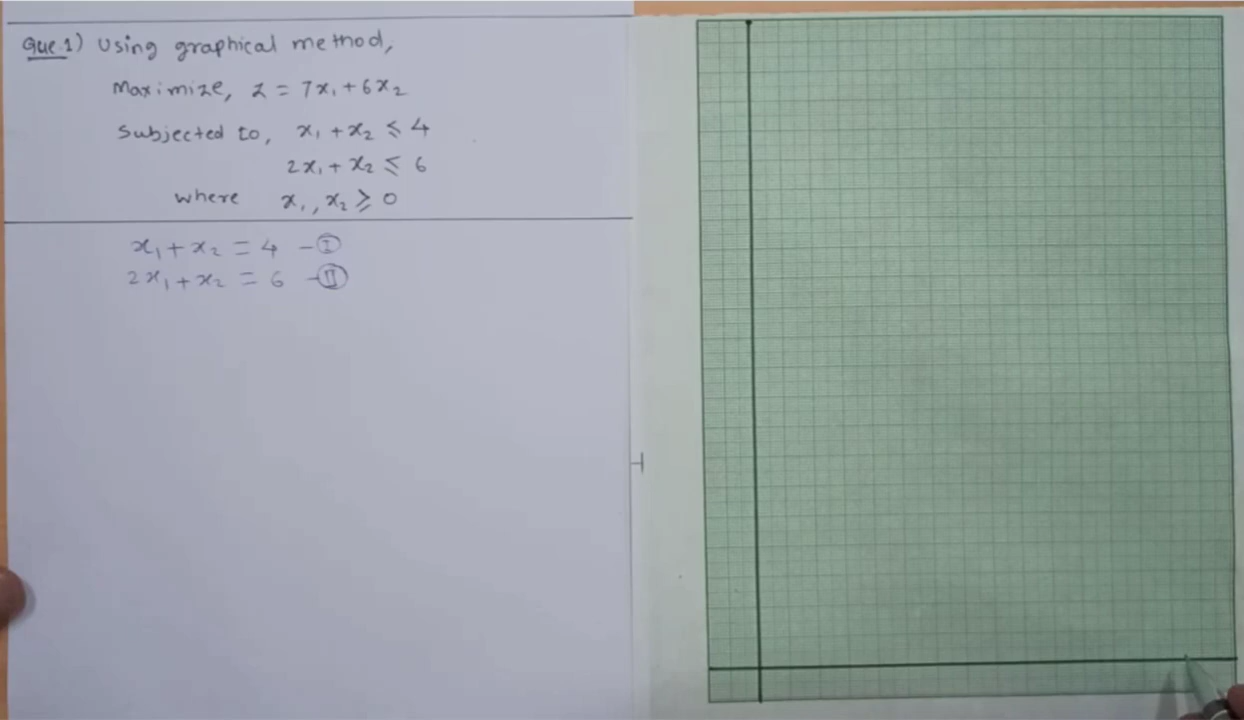 Que.1) Using graphical method,
Maximize, z = 7x₁ + 6x₂
Subjected to, x₁ + x₂ ≤ 4
2x₁ + x₂ ≤ 6
where x₁, x₂ ≥ 0
x₁ + x₂ = 4 - Ⓘ
2x₁ + x₂ = 6 - Ⅱ